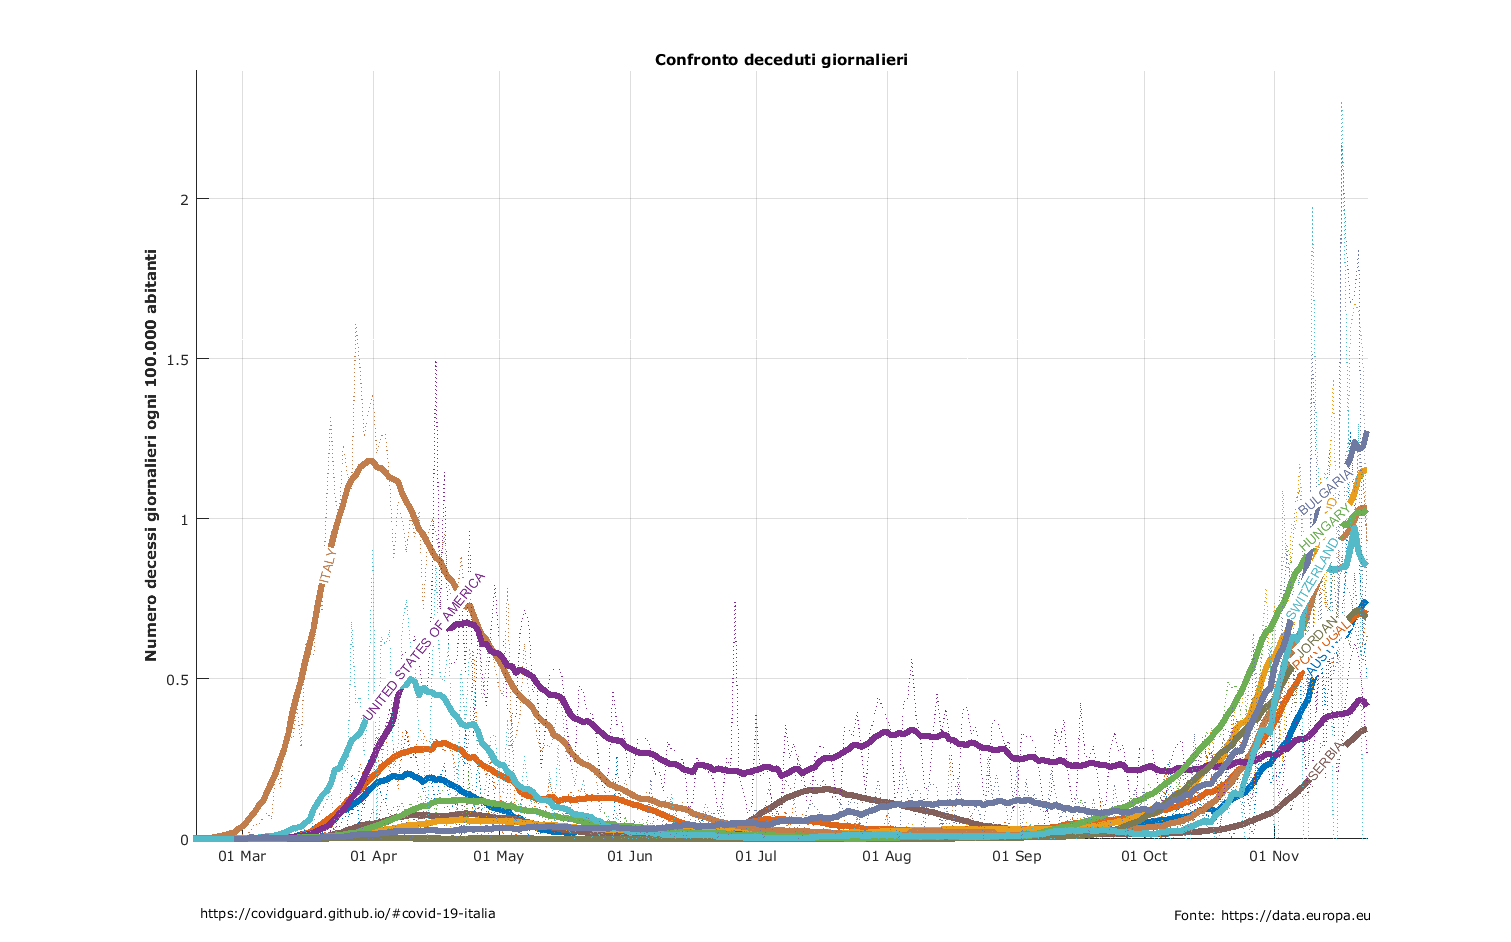 Confronto deceduti giornalieri
Numero decessi giornalieri ogni 100.000 abitanti
2
1.5
1
0.5
0
ITALY
UNITED STATES OF AMERICA
BULGARIA
HUNGARY
SWITZERLAND
JORDAN
PORTUGAL
SERBIA
01 Mar
01 Apr
01 May
01 Jun
01 Jul
01 Aug
01 Sep
01 Oct
01 Nov
https://covidguard.github.io/#covid-19-italia
Fonte: https://data.europa.eu